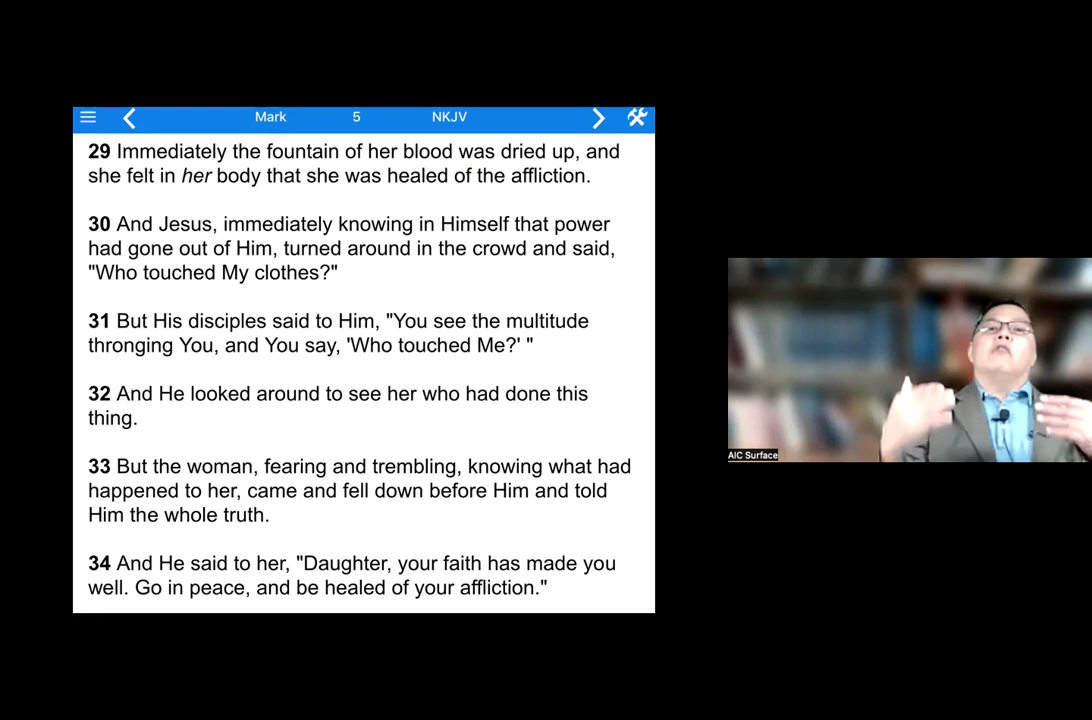 Mark 5 NKJV
29 Immediately the fountain of her blood was dried up, and
she felt in her body that she was healed of the affliction.
30 And Jesus, immediately knowing in Himself that power
had gone out of Him, turned around in the crowd and said,
"Who touched My clothes?"
31 But His disciples said to Him, "You see the multitude
thronging You, and You say, 'Who touched Me?' "
32 And He looked around to see her who had done this
thing.
33 But the woman, fearing and trembling, knowing what had
happened to her, came and fell down before Him and told
Him the whole truth.
34 And He said to her, "Daughter, your faith has made you
well. Go in peace, and be healed of your affliction."
AIC Surface